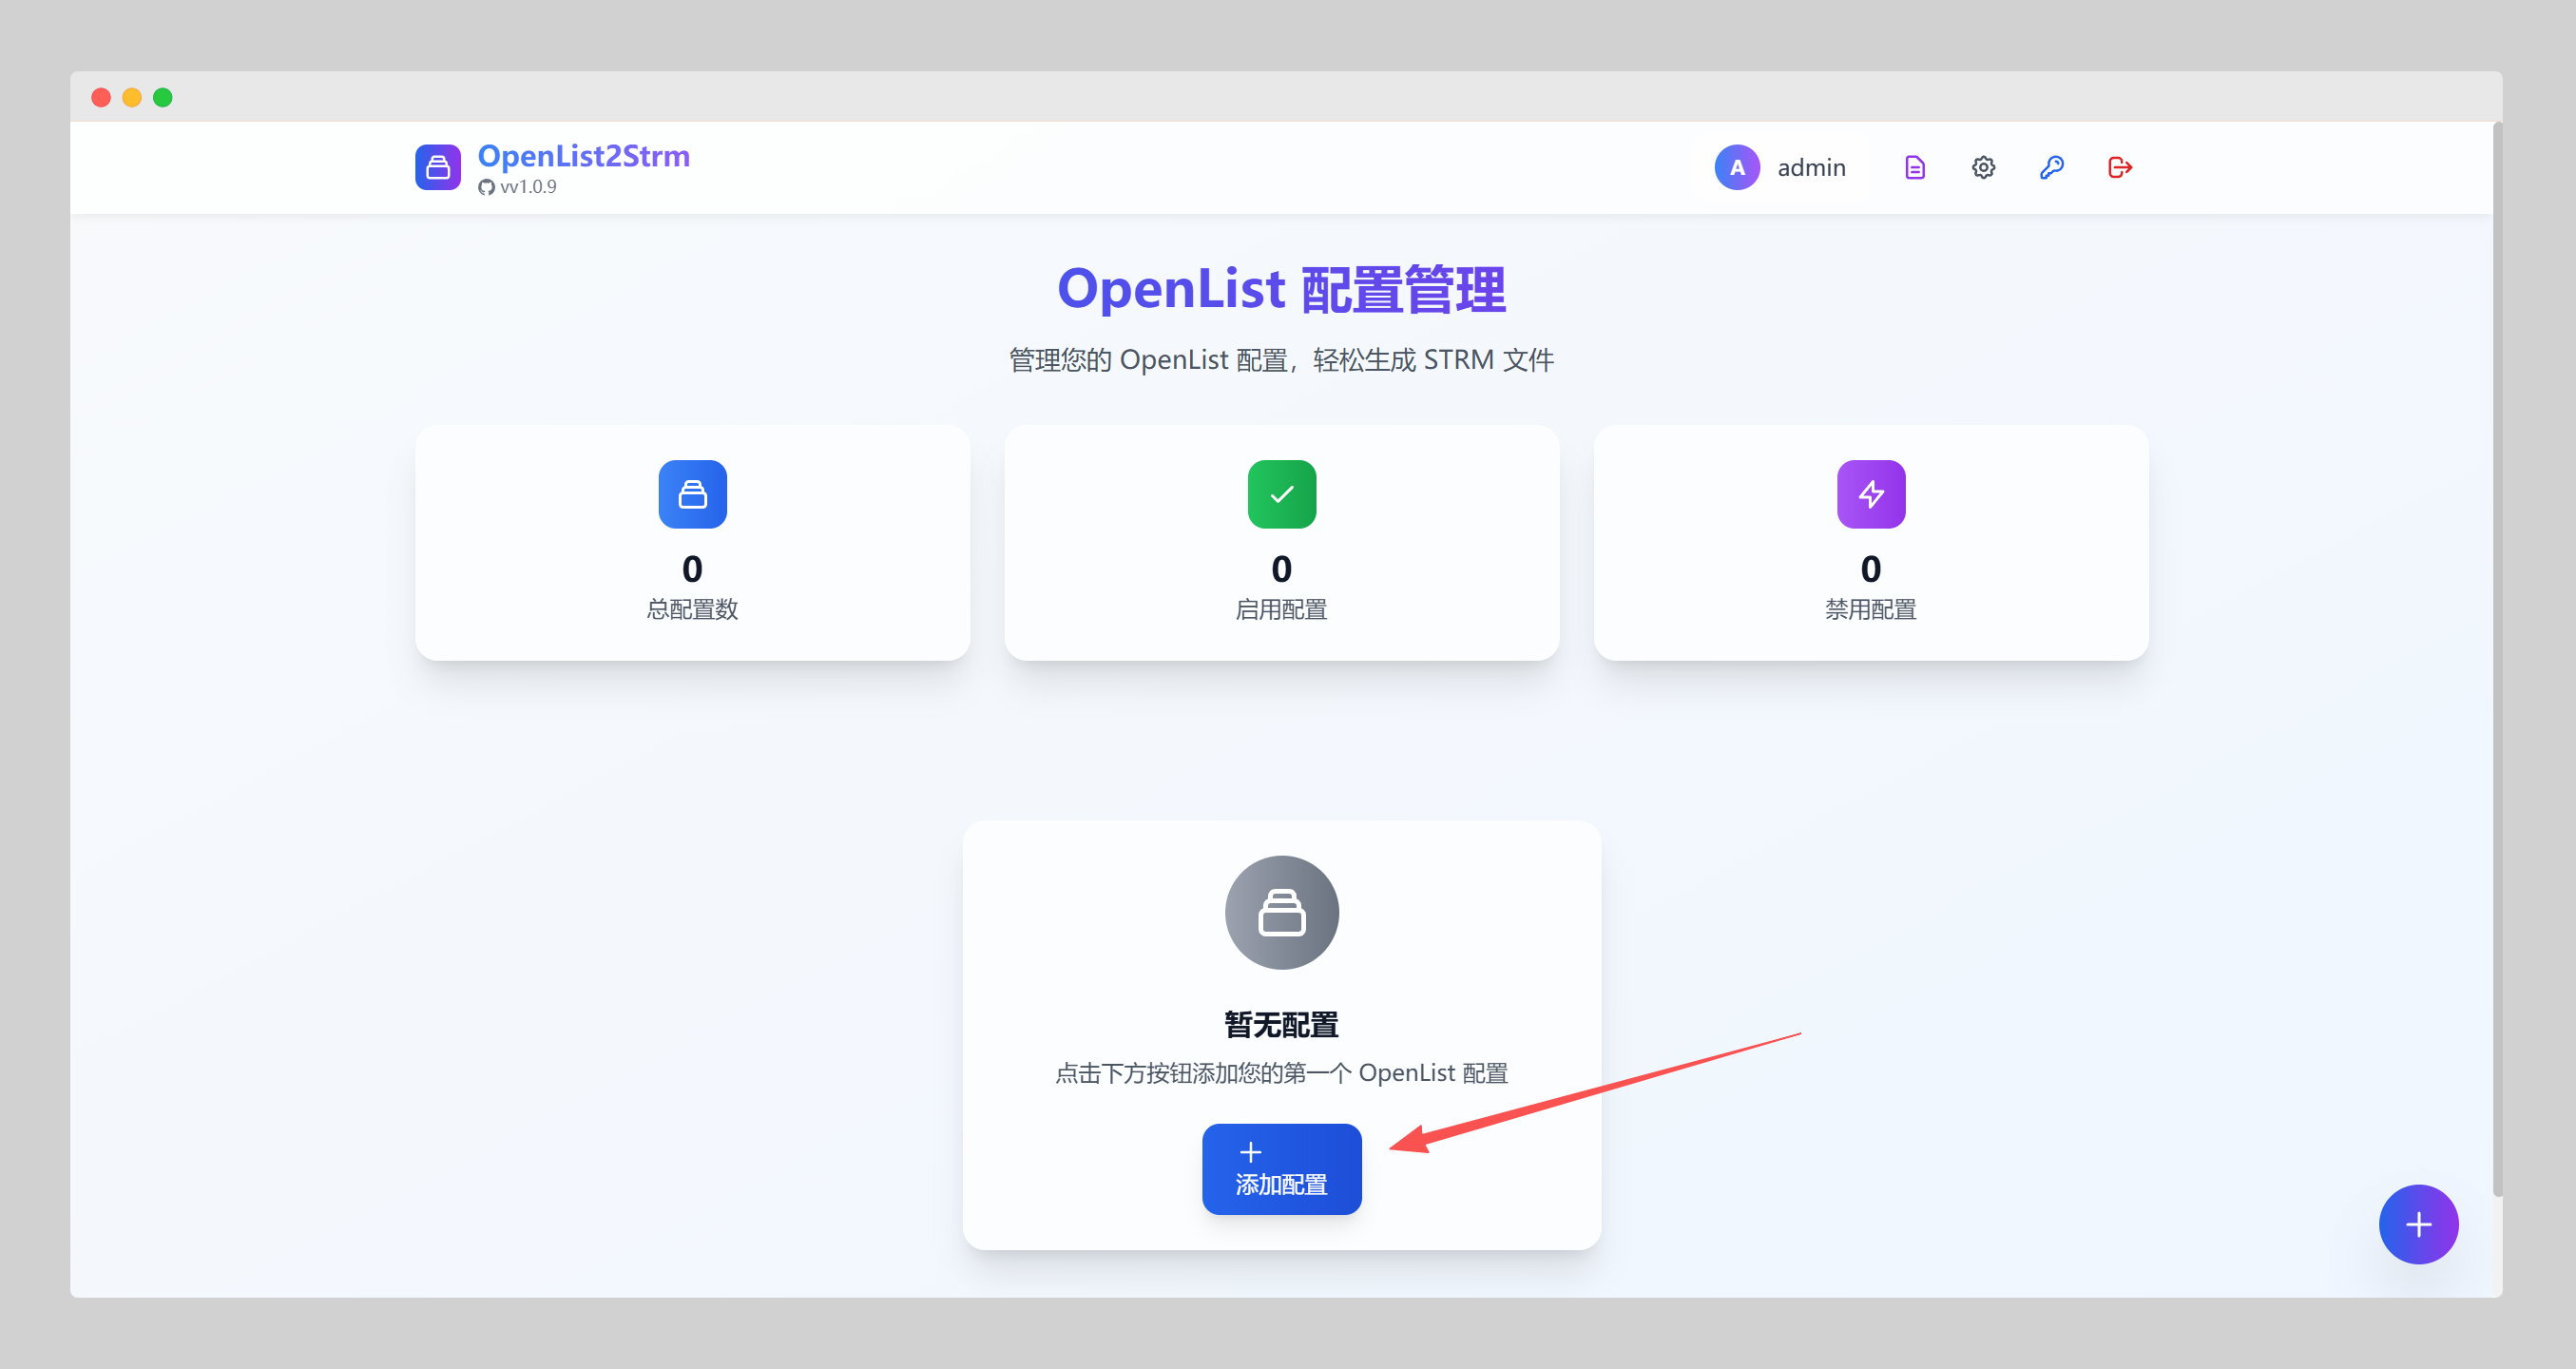 OpenList2Strm
vv1.0.9
A admin
OpenList 配置管理
管理您的 OpenList 配置，轻松生成 STRM 文件
0
总配置数
0
启用配置
0
禁用配置
暂无配置
点击下方按钮添加您的第一个 OpenList 配置
添加配置